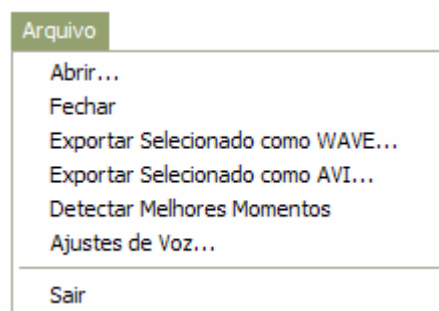 Arquivo
Abrir...
Fechar
Exportar Selecionado como WAVE...
Exportar Selecionado como AVI...
Detectar Melhores Momentos
Ajustes de Voz...
Sair